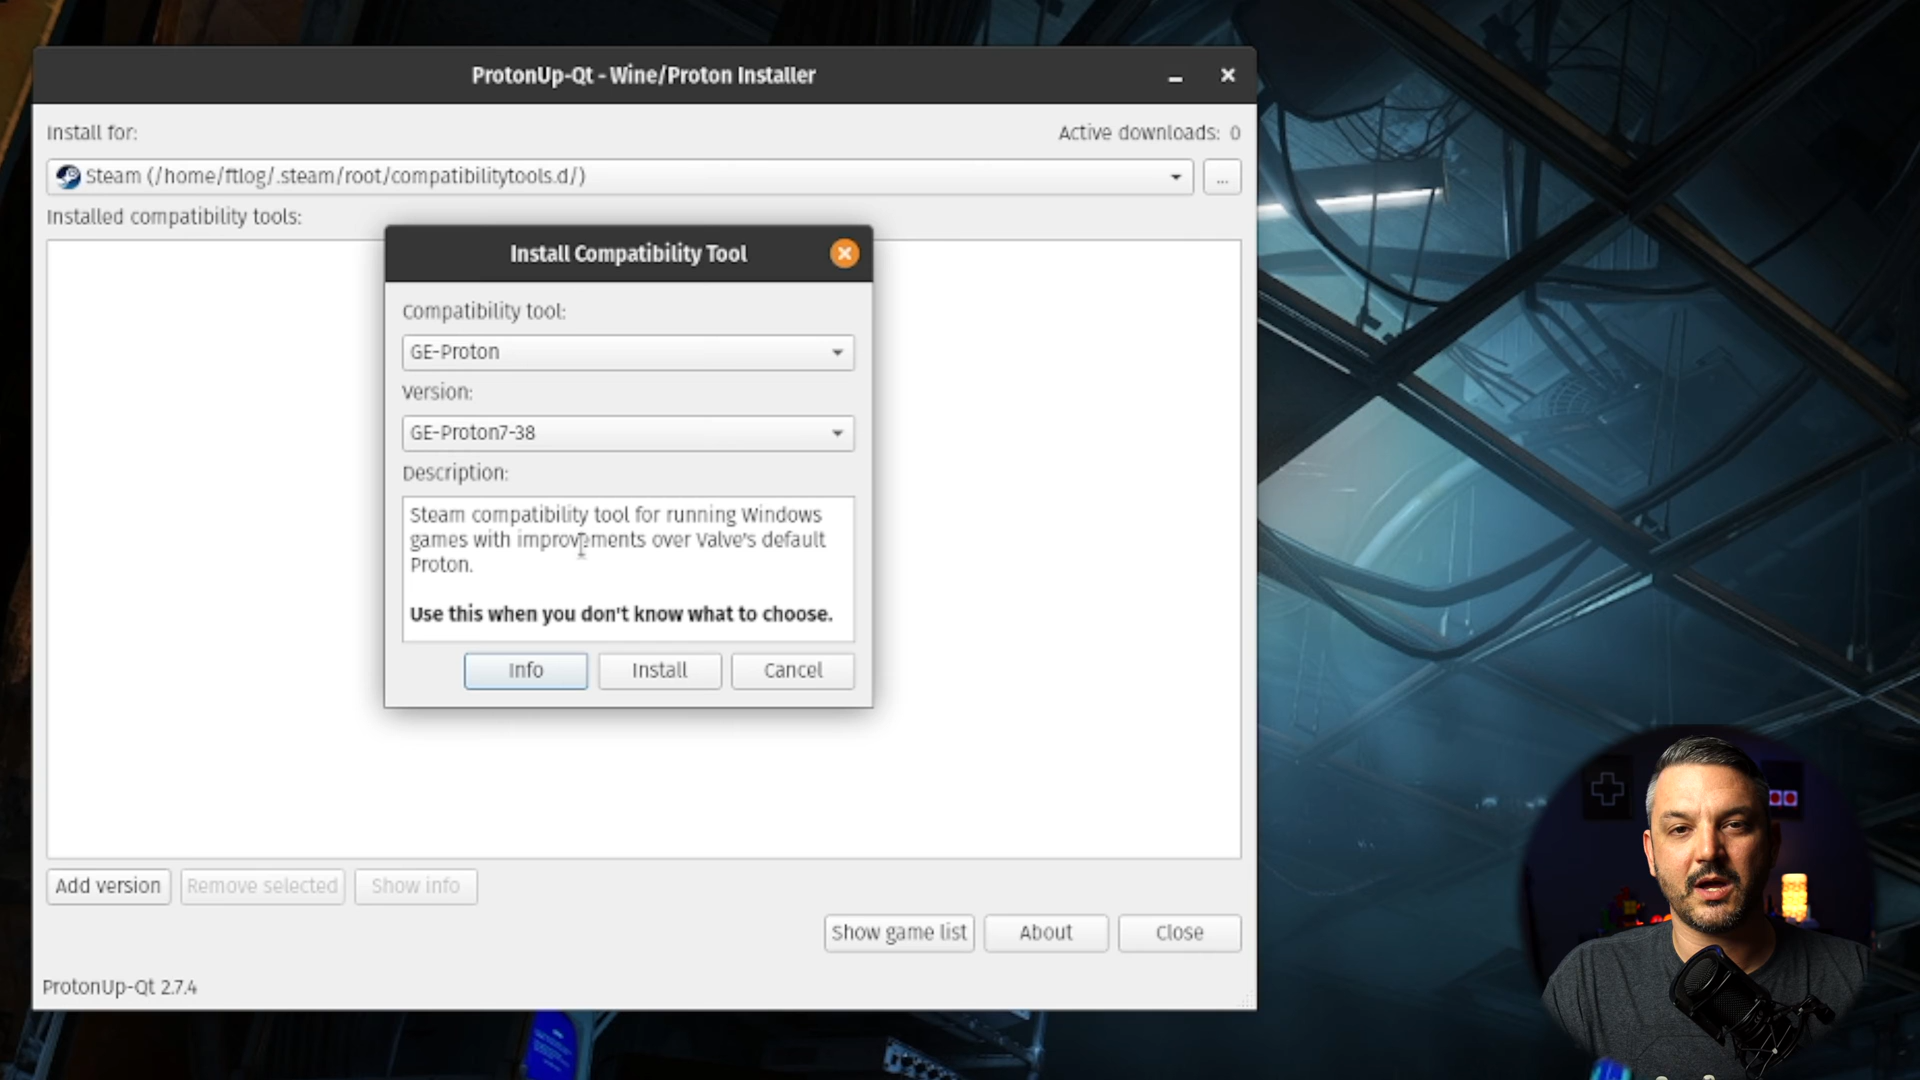 ProtonUp-Qt - Wine/Proton Installer
Install for:
Active downloads: 0
Steam (/home/ftlog/.steam/root/compatibilitytools.d/)
...
Installed compatibility tools:
Install Compatibility Tool
Compatibility tool:
GE-Proton
Version:
GE-Proton7-38
Description:
Steam compatibility tool for running Windows
games with improvements over Valve's default
Proton.
Use this when you don't know what to choose.
Info
Install
Cancel
Add version
Remove selected
Show info
Show game list
About
Close
ProtonUp-Qt 2.7.4